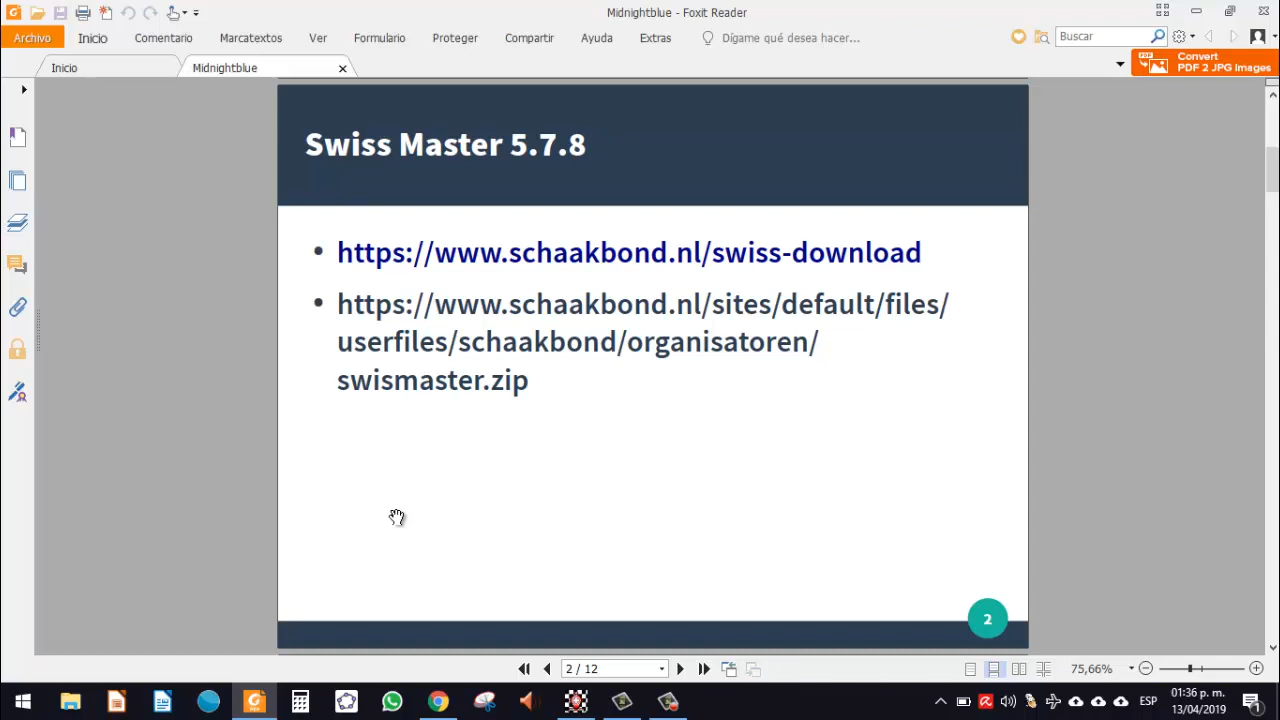 Midnightblue - Foxit Reader
Archivo Inicio Comentario Marcatextos Ver Formulario Proteger Compartir Ayuda Extras Dígame qué desea hacer... Buscar
Inicio Midnightblue
Convert
PDF 2 JPG Images
Swiss Master 5.7.8
• https://www.schaakbond.nl/swiss-download
• https://www.schaakbond.nl/sites/default/files/
userfiles/schaakbond/organisatoren/
swismaster.zip
2
2 / 12 75,66%
01:36 p. m.
ESP
13/04/2019